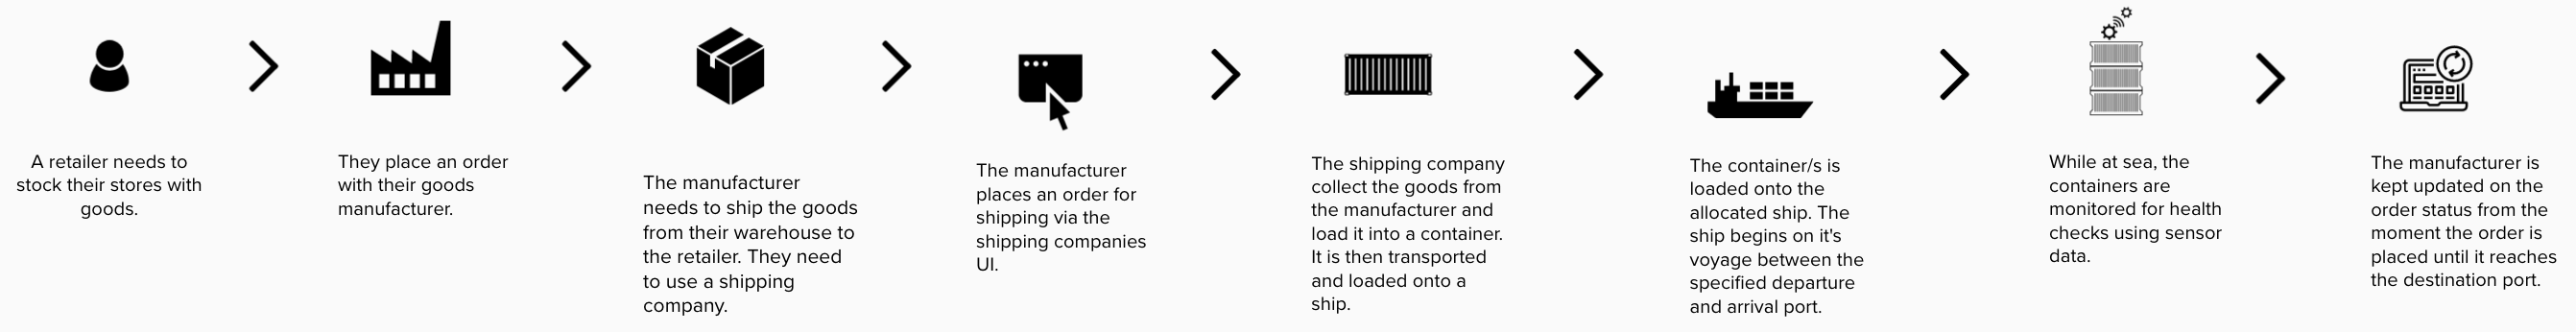 A retailer needs to
stock their stores with
goods.
They place an order
with their goods
manufacturer.
The manufacturer
needs to ship the goods
from their warehouse to
the retailer. They need
to use a shipping
company.
The manufacturer
places an order for
shipping via the
shipping companies
UI.
The shipping company
collect the goods from
the manufacturer and
load it into a container.
It is then transported
and loaded onto a
ship.
The container/s is
loaded onto the
allocated ship. The
ship begins on it's
voyage between the
specified departure
and arrival port.
While at sea, the
containers are
monitored for health
checks using sensor
data.
The manufacturer is
kept updated on the
order status from the
moment the order is
placed until it reaches
the destination port.